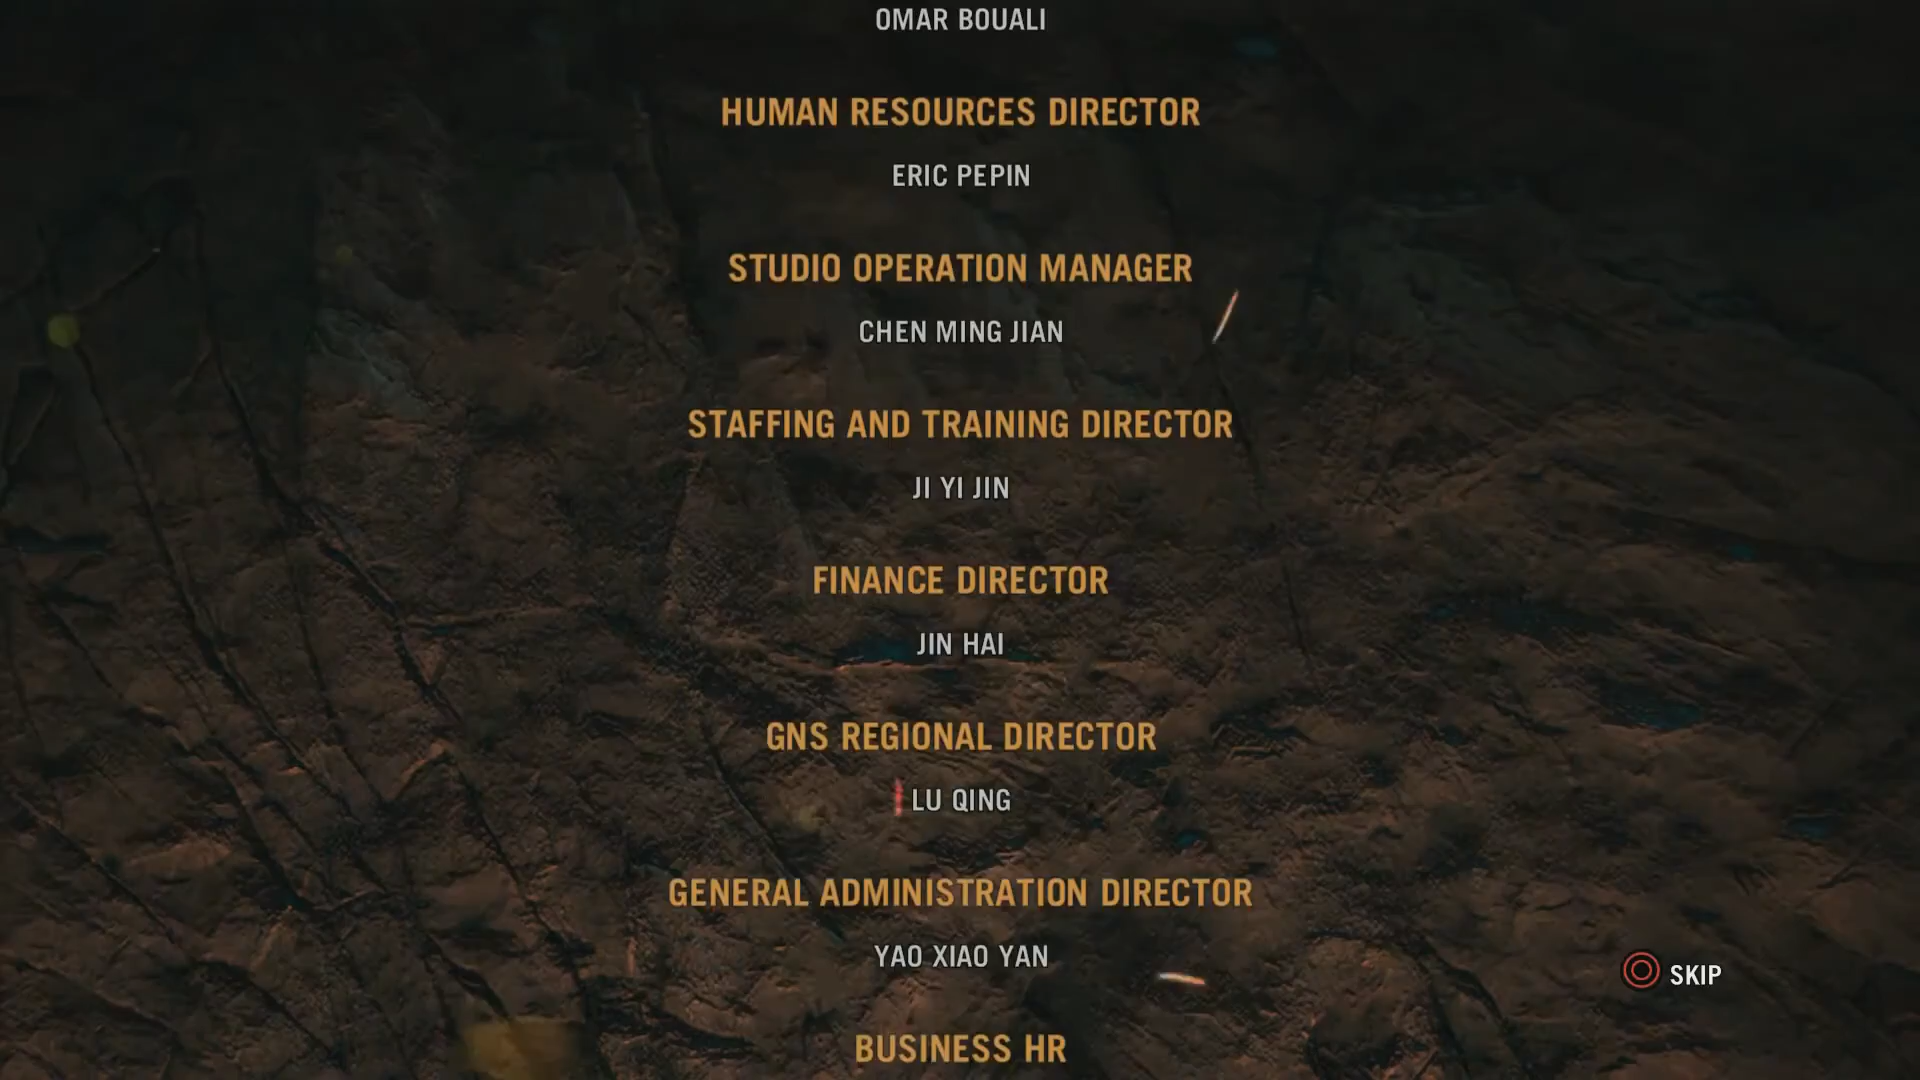 OMAR BOUALI
HUMAN RESOURCES DIRECTOR
ERIC PEPIN
STUDIO OPERATION MANAGER
CHEN MING JIAN
STAFFING AND TRAINING DIRECTOR
JI YI JIN
FINANCE DIRECTOR
JIN HAI
GNS REGIONAL DIRECTOR
LU QING
GENERAL ADMINISTRATION DIRECTOR
YAO XIAO YAN
SKIP
BUSINESS HR